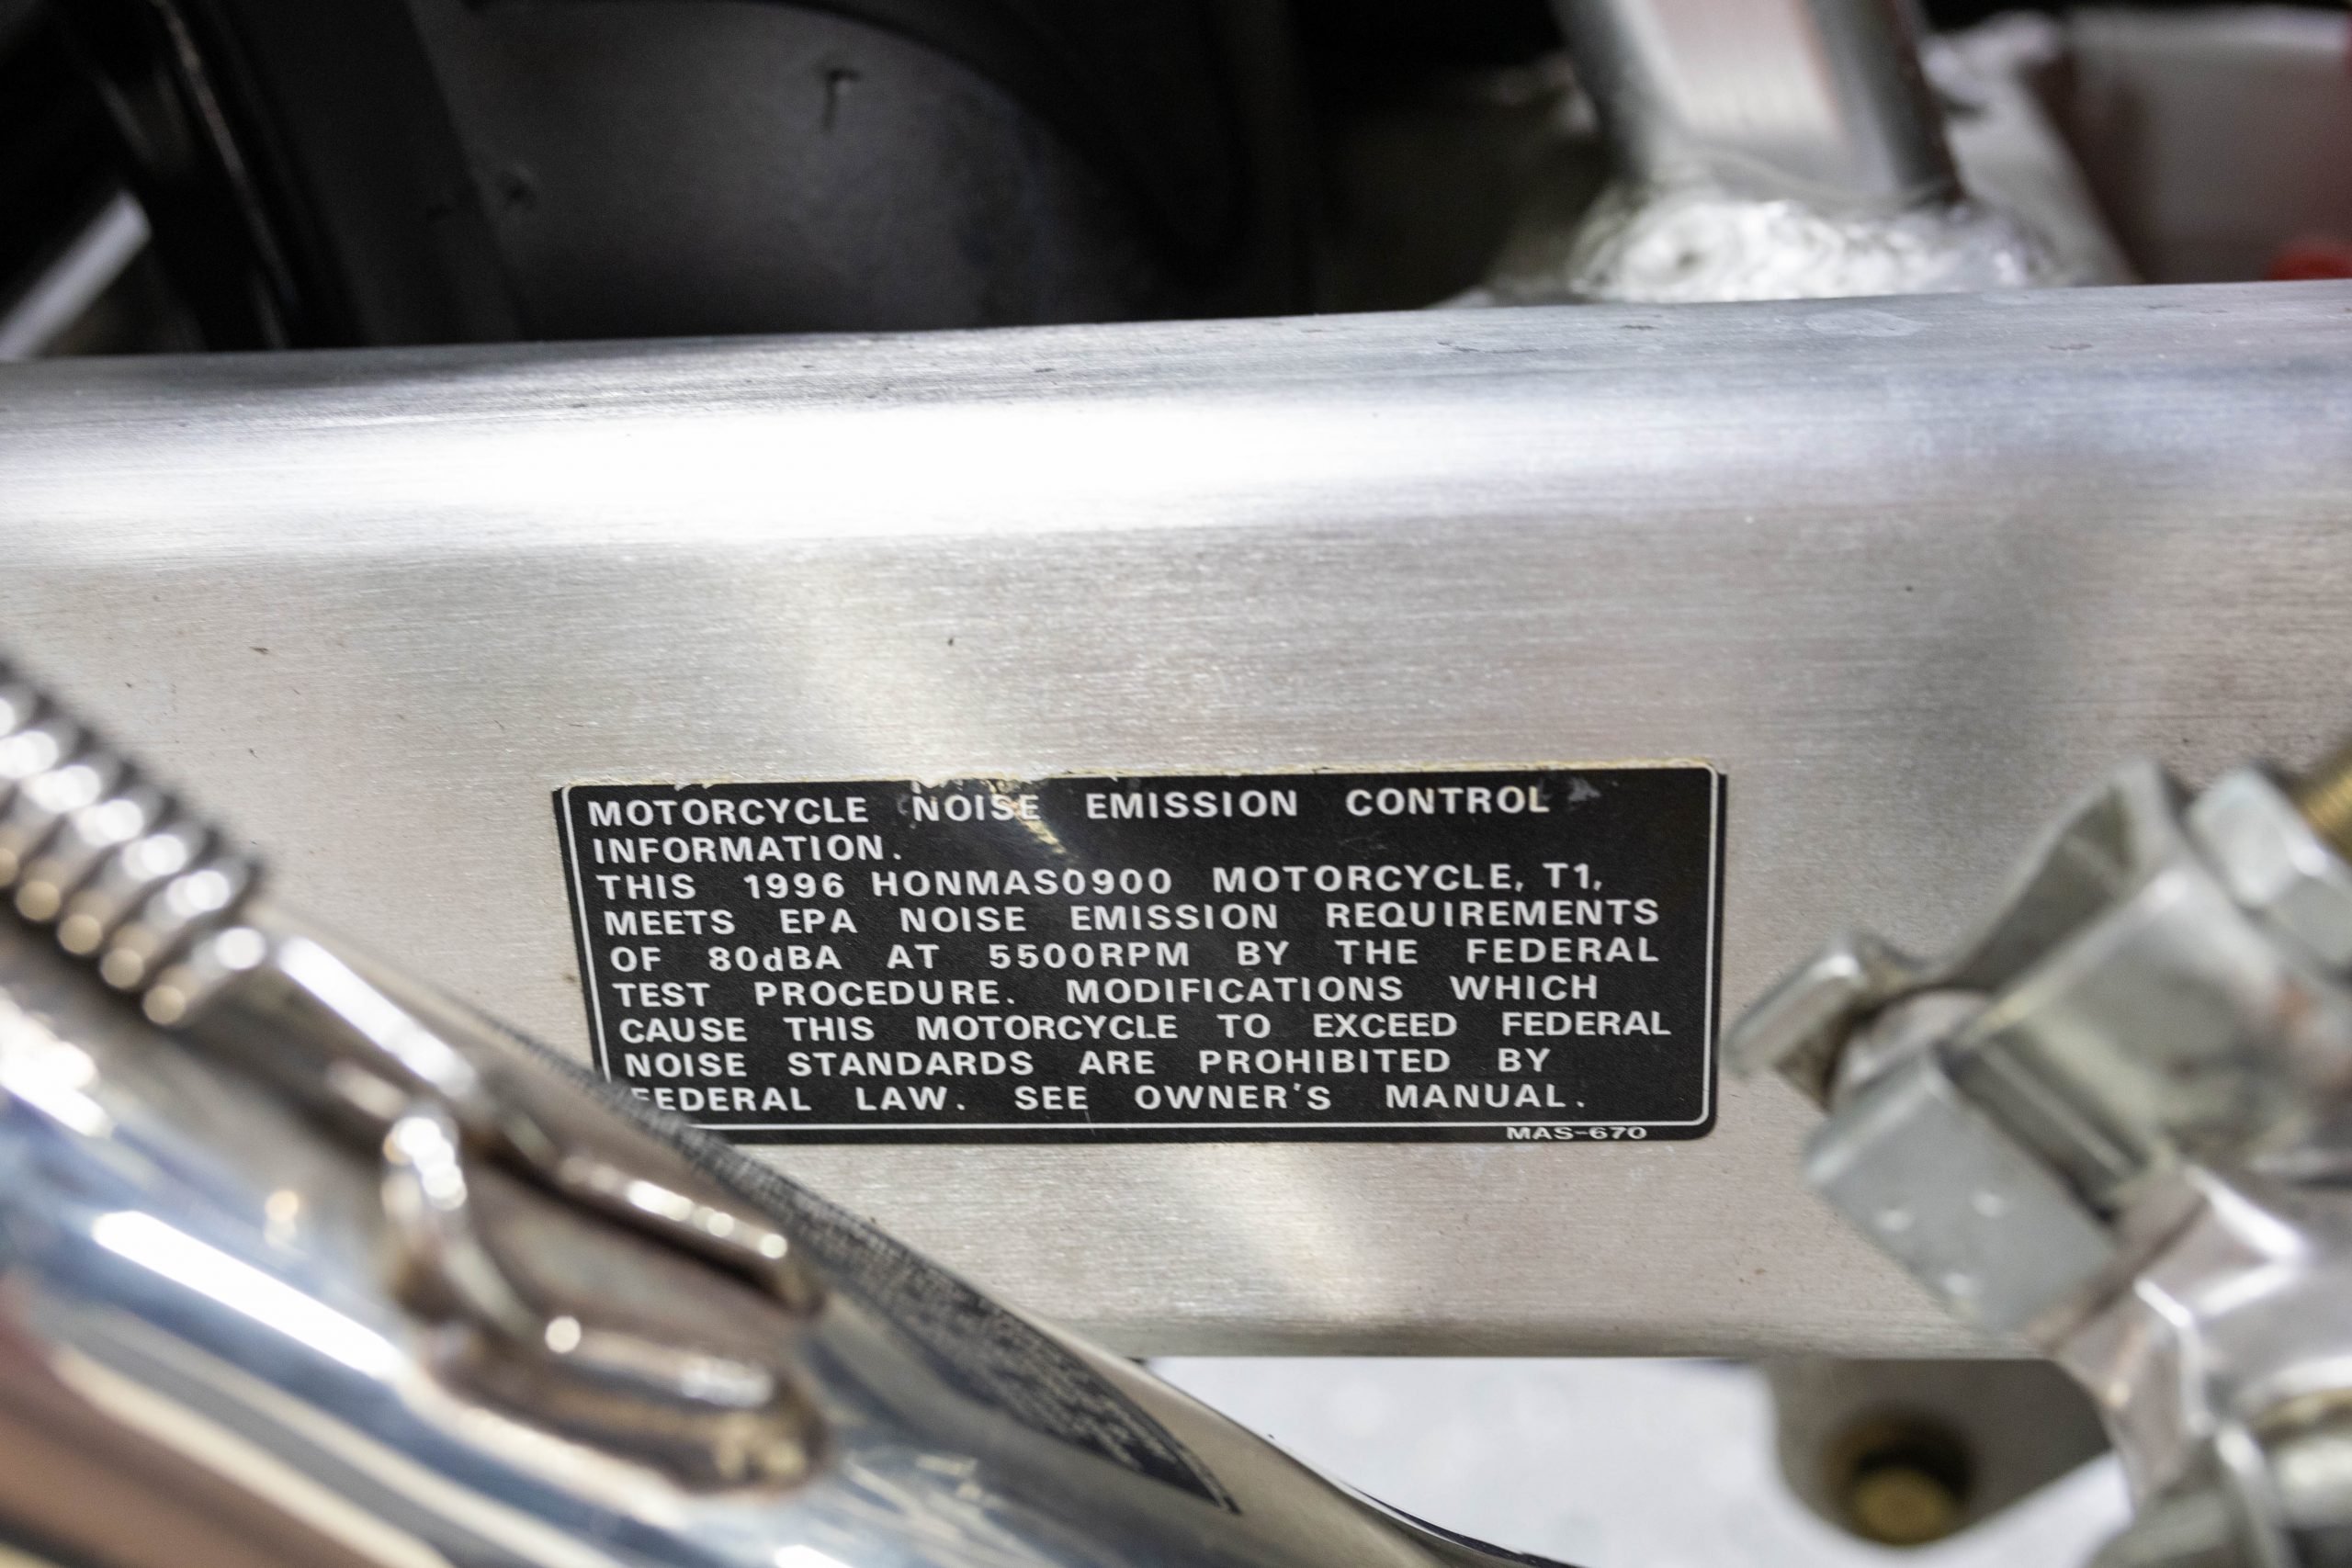 MOTORCYCLE NOISE EMISSION CONTROL
INFORMATION.
THIS 1996 HONMAS0900 MOTORCYCLE, T1,
MEETS EPA NOISE EMISSION REQUIREMENTS
OF 80dBA AT 5500RPM BY THE FEDERAL
TEST PROCEDURE. MODIFICATIONS WHICH
CAUSE THIS MOTORCYCLE TO EXCEED FEDERAL
NOISE STANDARDS ARE PROHIBITED BY
FEDERAL LAW. SEE OWNER'S MANUAL.
MAS-670